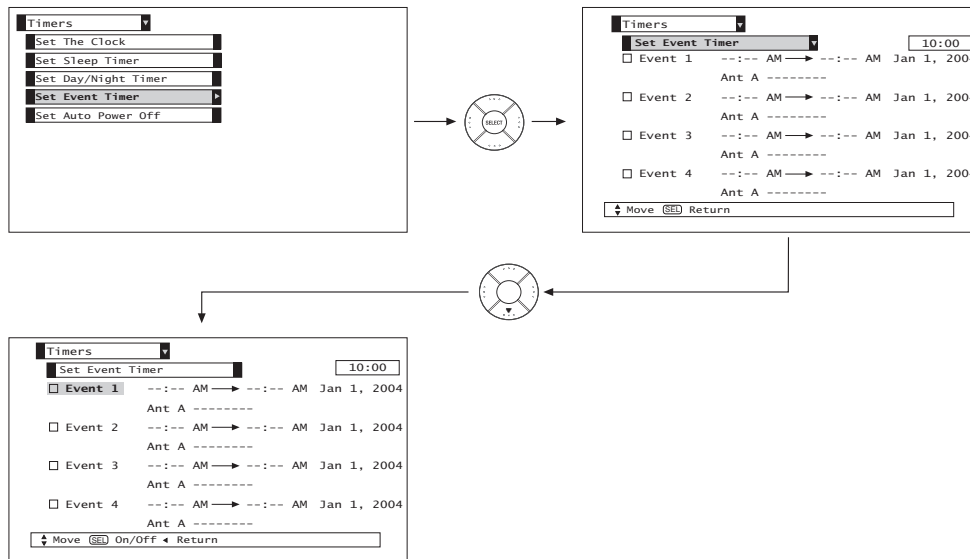 Timers
Set The Clock
Set Sleep Timer
Set Day/Night Timer
Set Event Timer
Set Auto Power Off
SELECT
Timers
Set Event Timer
10:00
Event 1 --:-- AM --:-- AM Jan 1, 2004
Ant A --------
Event 2 --:-- AM --:-- AM Jan 1, 2004
Ant A --------
Event 3 --:-- AM --:-- AM Jan 1, 2004
Ant A --------
Event 4 --:-- AM --:-- AM Jan 1, 2004
Ant A --------
Move SEL Return
Timers
Set Event Timer
10:00
Event 1 --:-- AM --:-- AM Jan 1, 2004
Ant A --------
Event 2 --:-- AM --:-- AM Jan 1, 2004
Ant A --------
Event 3 --:-- AM --:-- AM Jan 1, 2004
Ant A --------
Event 4 --:-- AM --:-- AM Jan 1, 2004
Ant A --------
Move SEL On/Off Return